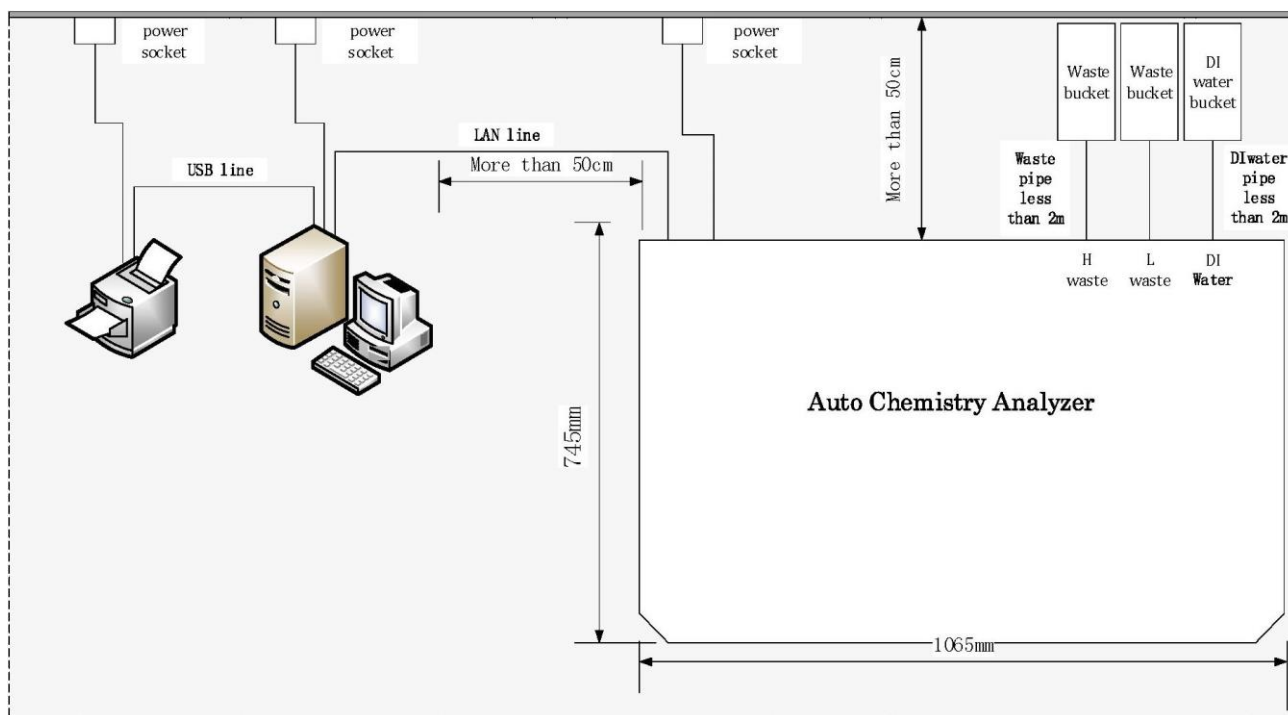 power
socket
power
socket
power
socket
More than 50cm
Waste
bucket
Waste
bucket
DI
water
bucket
LAN line
More than 50cm
USB line
Waste
pipe
less
than 2m
DIwater
pipe
less
than 2m
H
waste
L
waste
DI
Water
Auto Chemistry Analyzer
745mm
1065mm